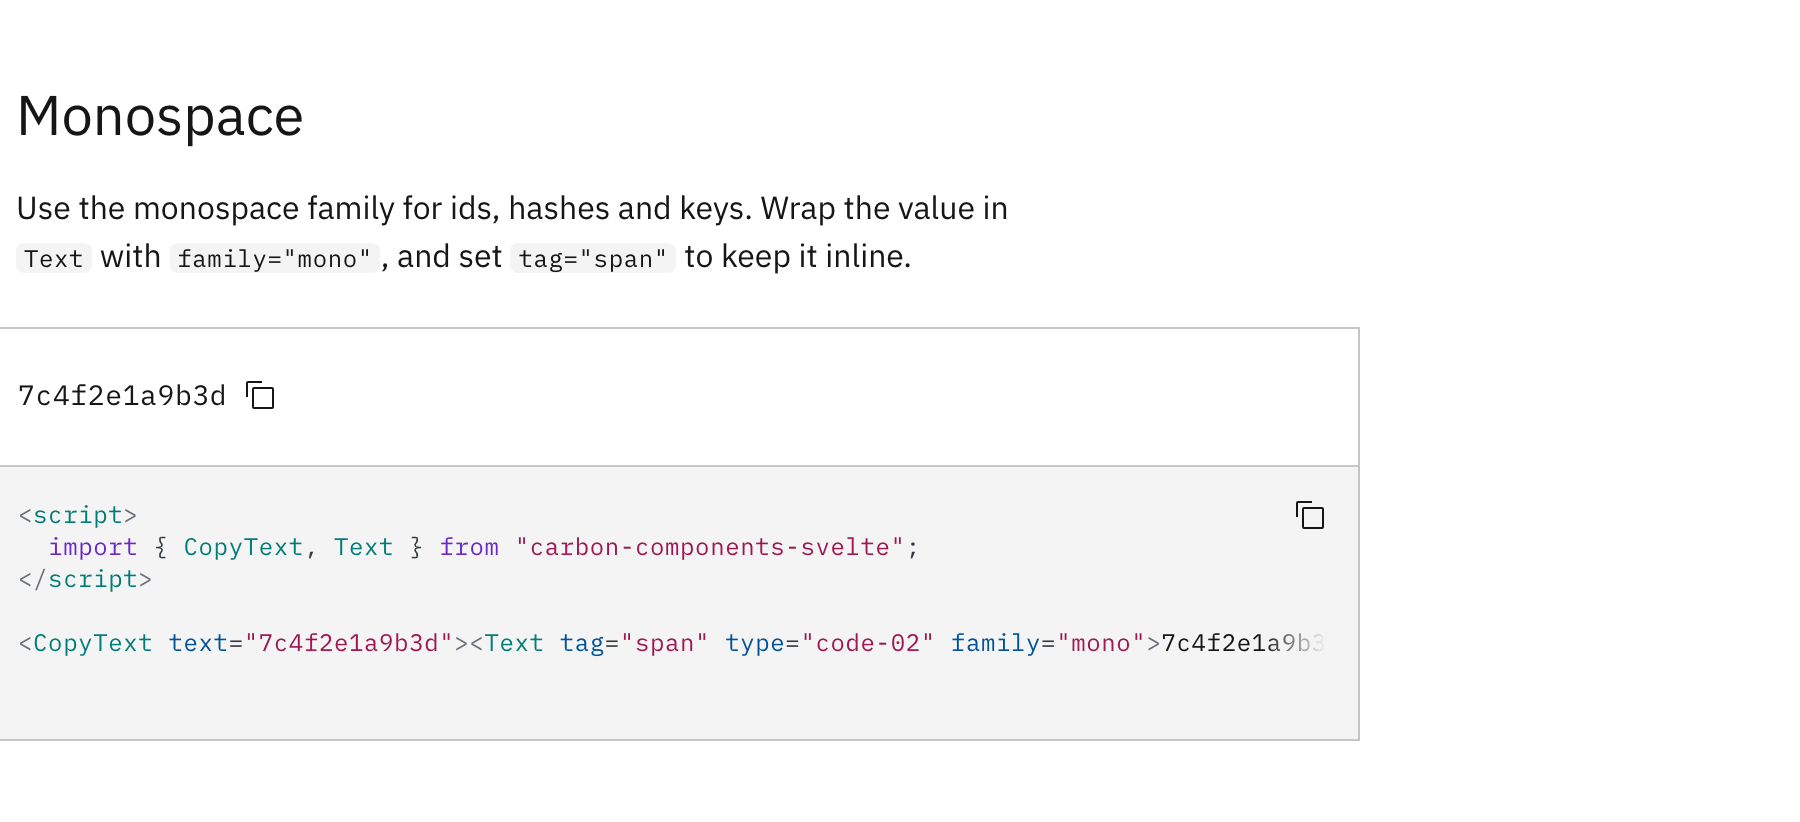 Monospace
Use the monospace family for ids, hashes and keys. Wrap the value in
Text with family="mono", and set tag="span" to keep it inline.
7c4f2e1a9b3d
<script>
  import { CopyText, Text } from "carbon-components-svelte";
</script>
<CopyText text="7c4f2e1a9b3d"><Text tag="span" type="code-02" family="mono">7c4f2e1a9b3